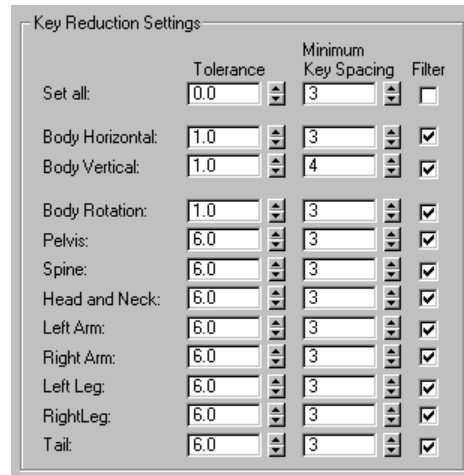 Key Reduction Settings
Minimum
Tolerance Key Spacing Filter
Set all: 0.0 3
Body Horizontal: 1.0 3
Body Vertical: 1.0 4
Body Rotation: 1.0 3
Pelvis: 6.0 3
Spine: 6.0 3
Head and Neck: 6.0 3
Left Arm: 6.0 3
Right Arm: 6.0 3
Left Leg: 6.0 3
RightLeg: 6.0 3
Tail: 6.0 3